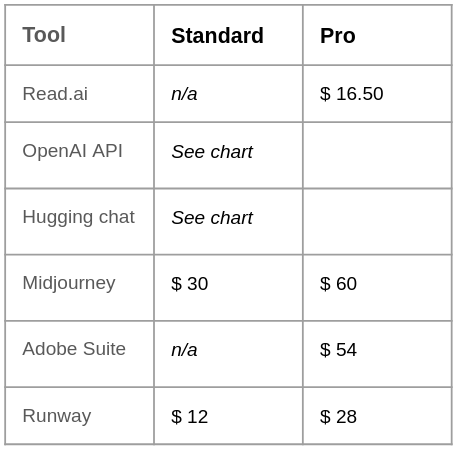 Tool Standard Pro
Read.ai n/a $ 16.50
OpenAI API See chart
Hugging chat See chart
Midjourney $ 30 $ 60
Adobe Suite n/a $ 54
Runway $ 12 $ 28